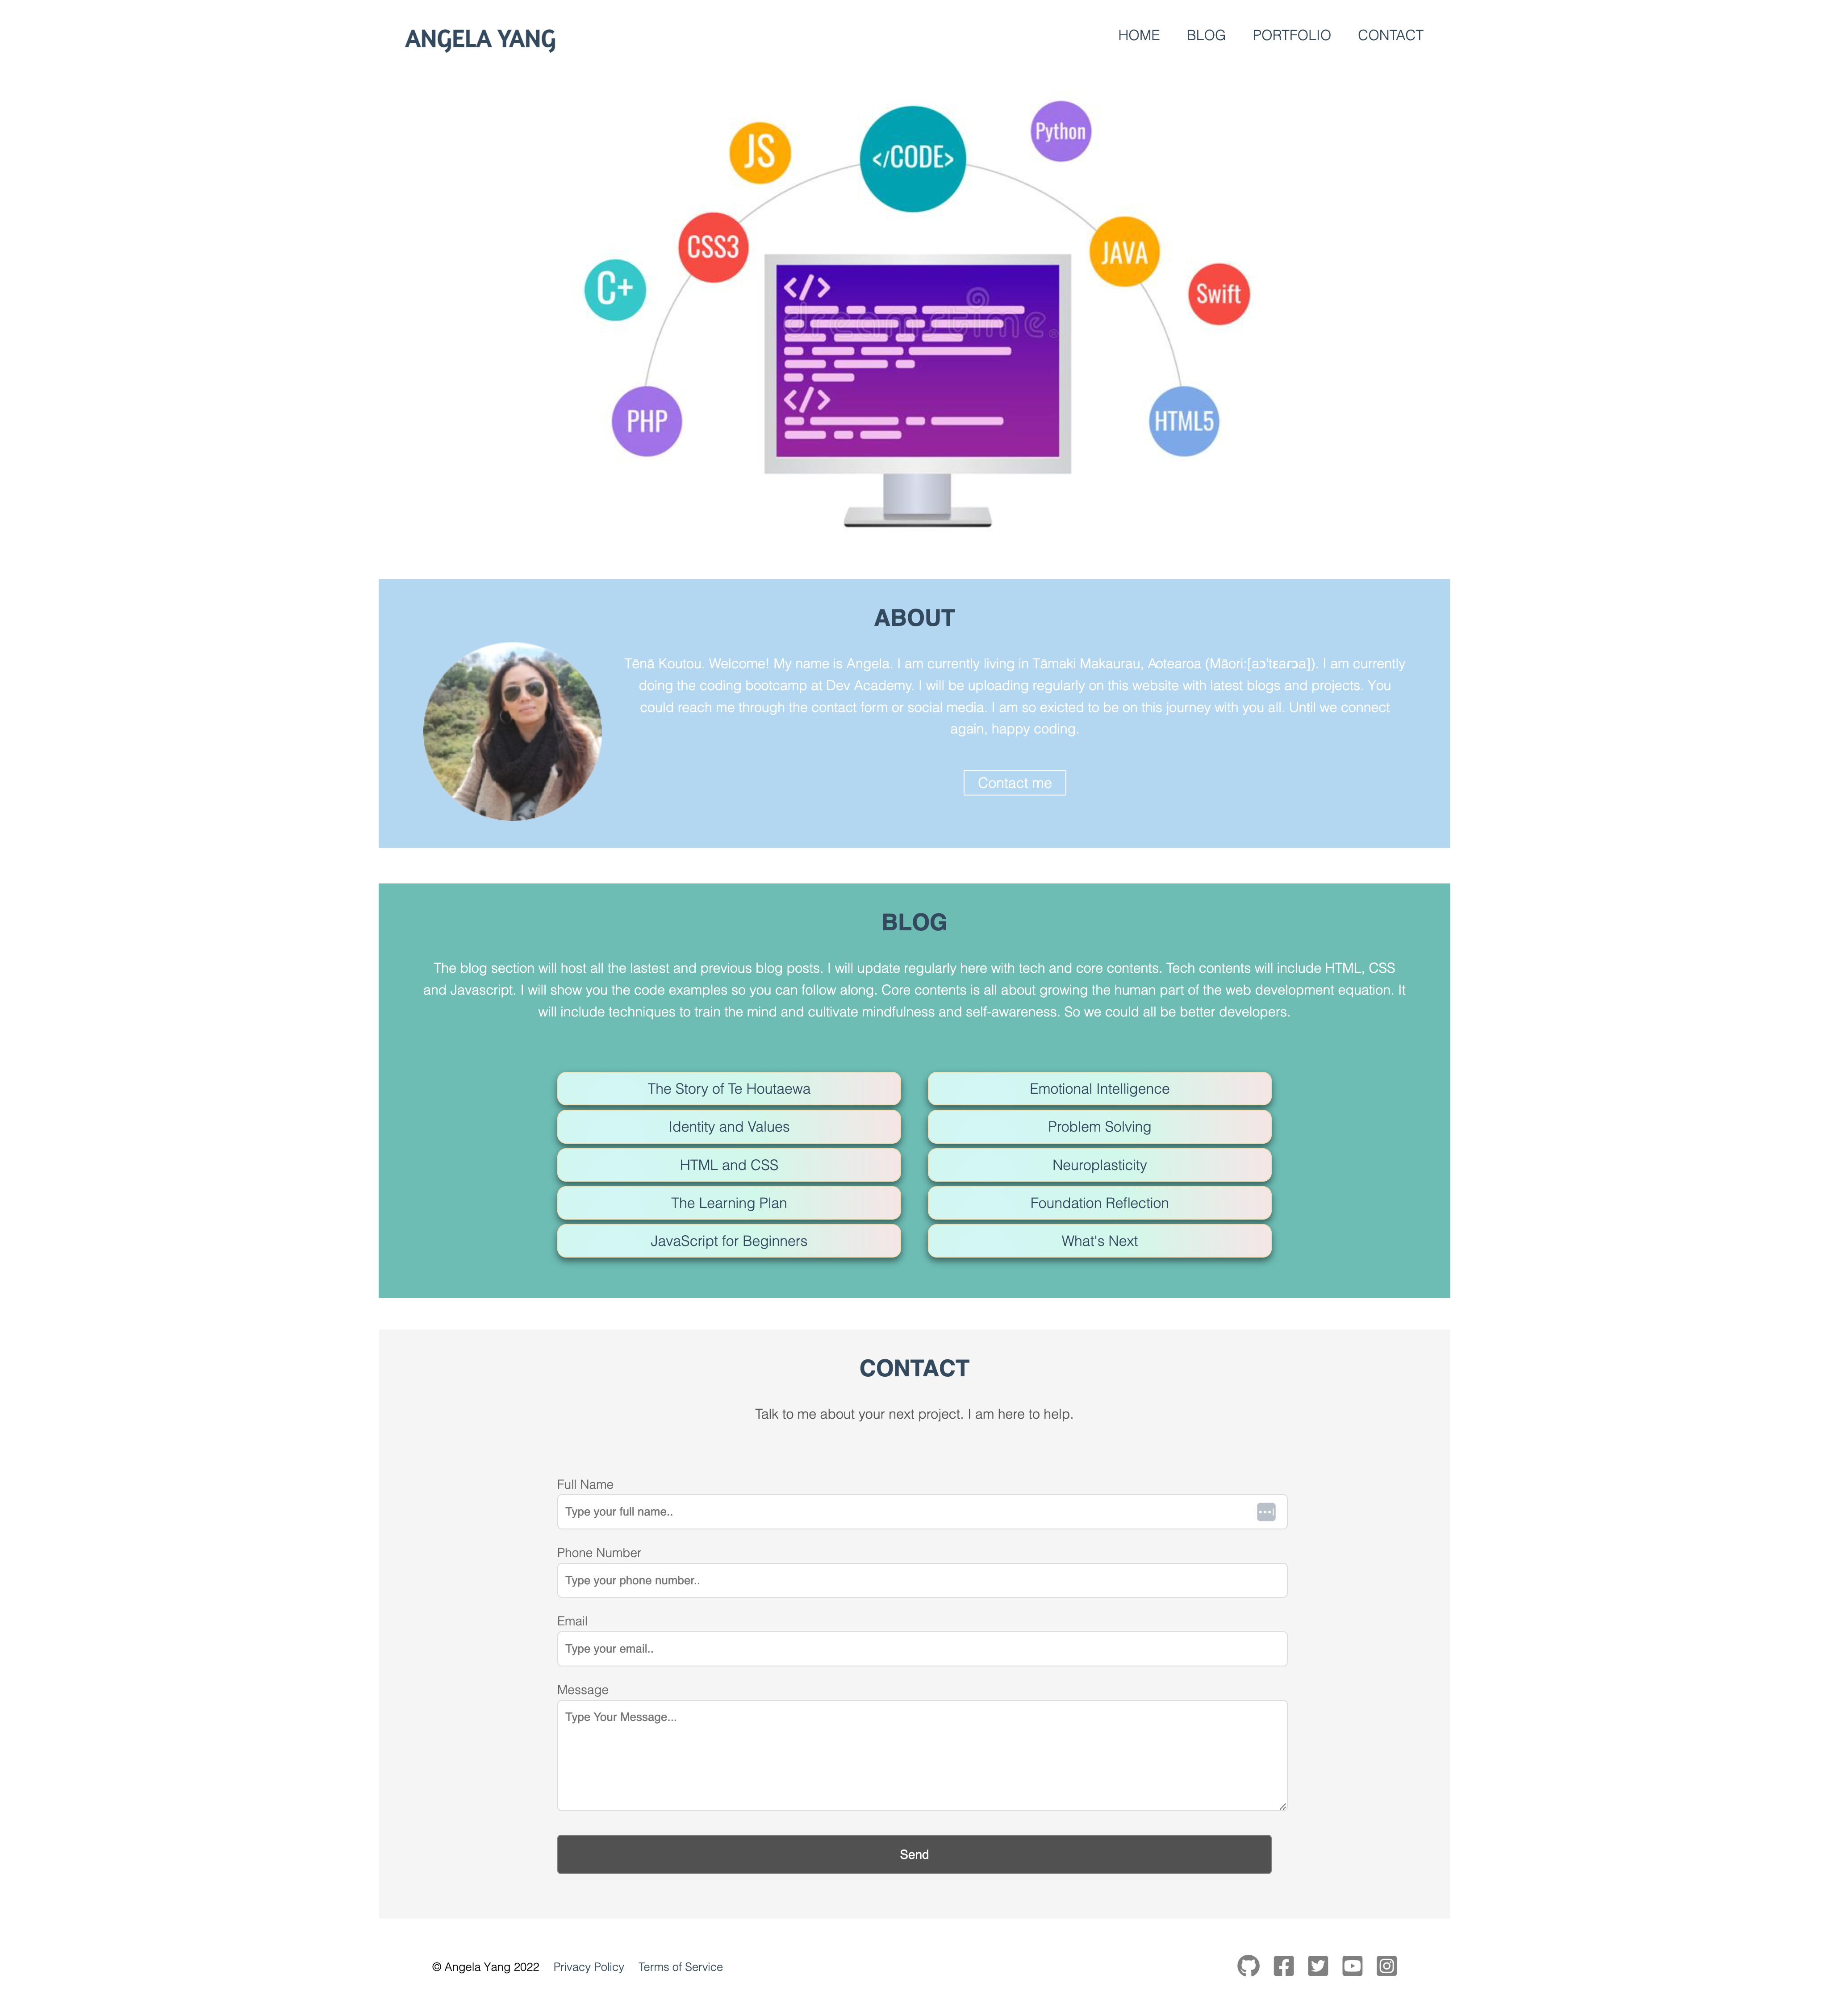 ANGELA YANG
HOME BLOG PORTFOLIO CONTACT
Python
JS
</CODE>
CSS3
JAVA
C+
Swift
</>
dreamstime.
</>
PHP
HTML5
ABOUT
Tēnā Koutou. Welcome! My name is Angela. I am currently living in Tāmaki Makaurau, Aotearoa (Māori:[aɔˈtɛaɾɔa]). I am currently
doing the coding bootcamp at Dev Academy. I will be uploading regularly on this website with latest blogs and projects. You
could reach me through the contact form or social media. I am so exicted to be on this journey with you all. Until we connect
again, happy coding.
Contact me
BLOG
The blog section will host all the lastest and previous blog posts. I will update regularly here with tech and core contents. Tech contents will include HTML, CSS
and Javascript. I will show you the code examples so you can follow along. Core contents is all about growing the human part of the web development equation. It
will include techniques to train the mind and cultivate mindfulness and self-awareness. So we could all be better developers.
The Story of Te Houtaewa
Emotional Intelligence
Identity and Values
Problem Solving
HTML and CSS
Neuroplasticity
The Learning Plan
Foundation Reflection
JavaScript for Beginners
What's Next
CONTACT
Talk to me about your next project. I am here to help.
Full Name
Type your full name..
Phone Number
Type your phone number..
Email
Type your email..
Message
Type Your Message...
Send
© Angela Yang 2022 Privacy Policy Terms of Service